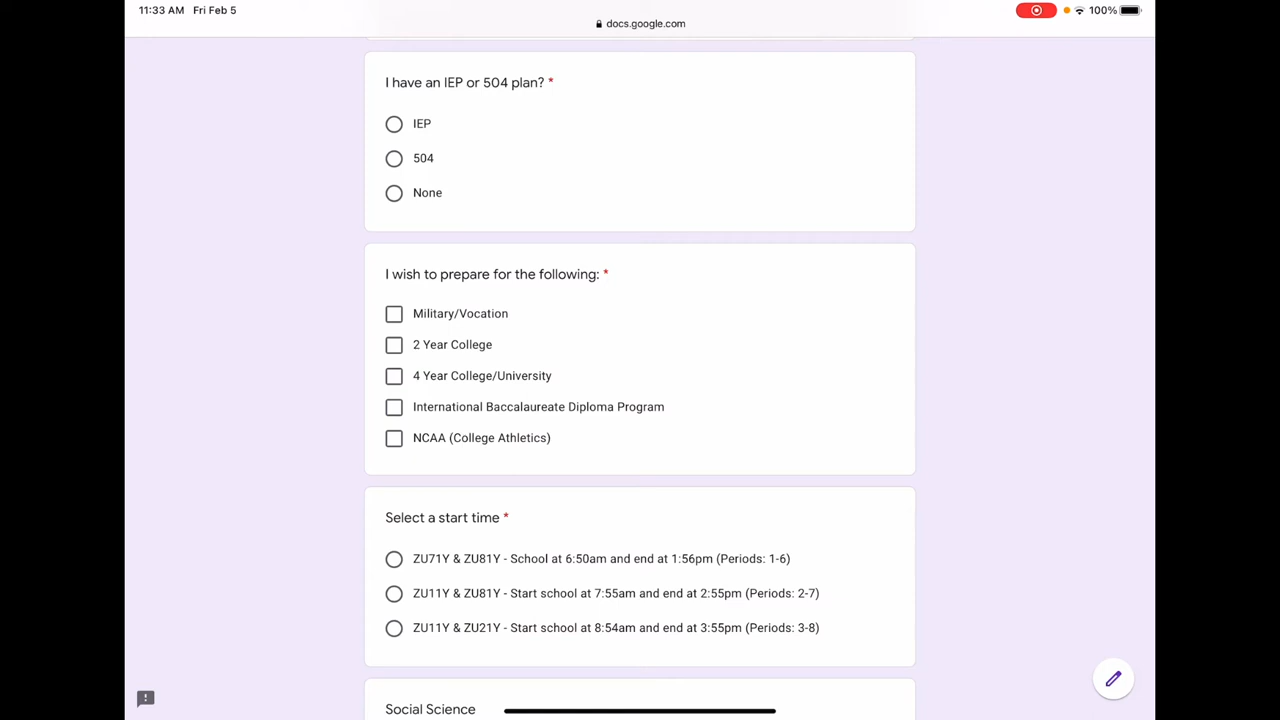 11:33 AM Fri Feb 5
100%
docs.google.com
I have an IEP or 504 plan? *
IEP
504
None
I wish to prepare for the following: *
Military/Vocation
2 Year College
4 Year College/University
International Baccalaureate Diploma Program
NCAA (College Athletics)
Select a start time *
ZU71Y & ZU81Y - School at 6:50am and end at 1:56pm (Periods: 1-6)
ZU11Y & ZU81Y - Start school at 7:55am and end at 2:55pm (Periods: 2-7)
ZU11Y & ZU21Y - Start school at 8:54am and end at 3:55pm (Periods: 3-8)
Social Science